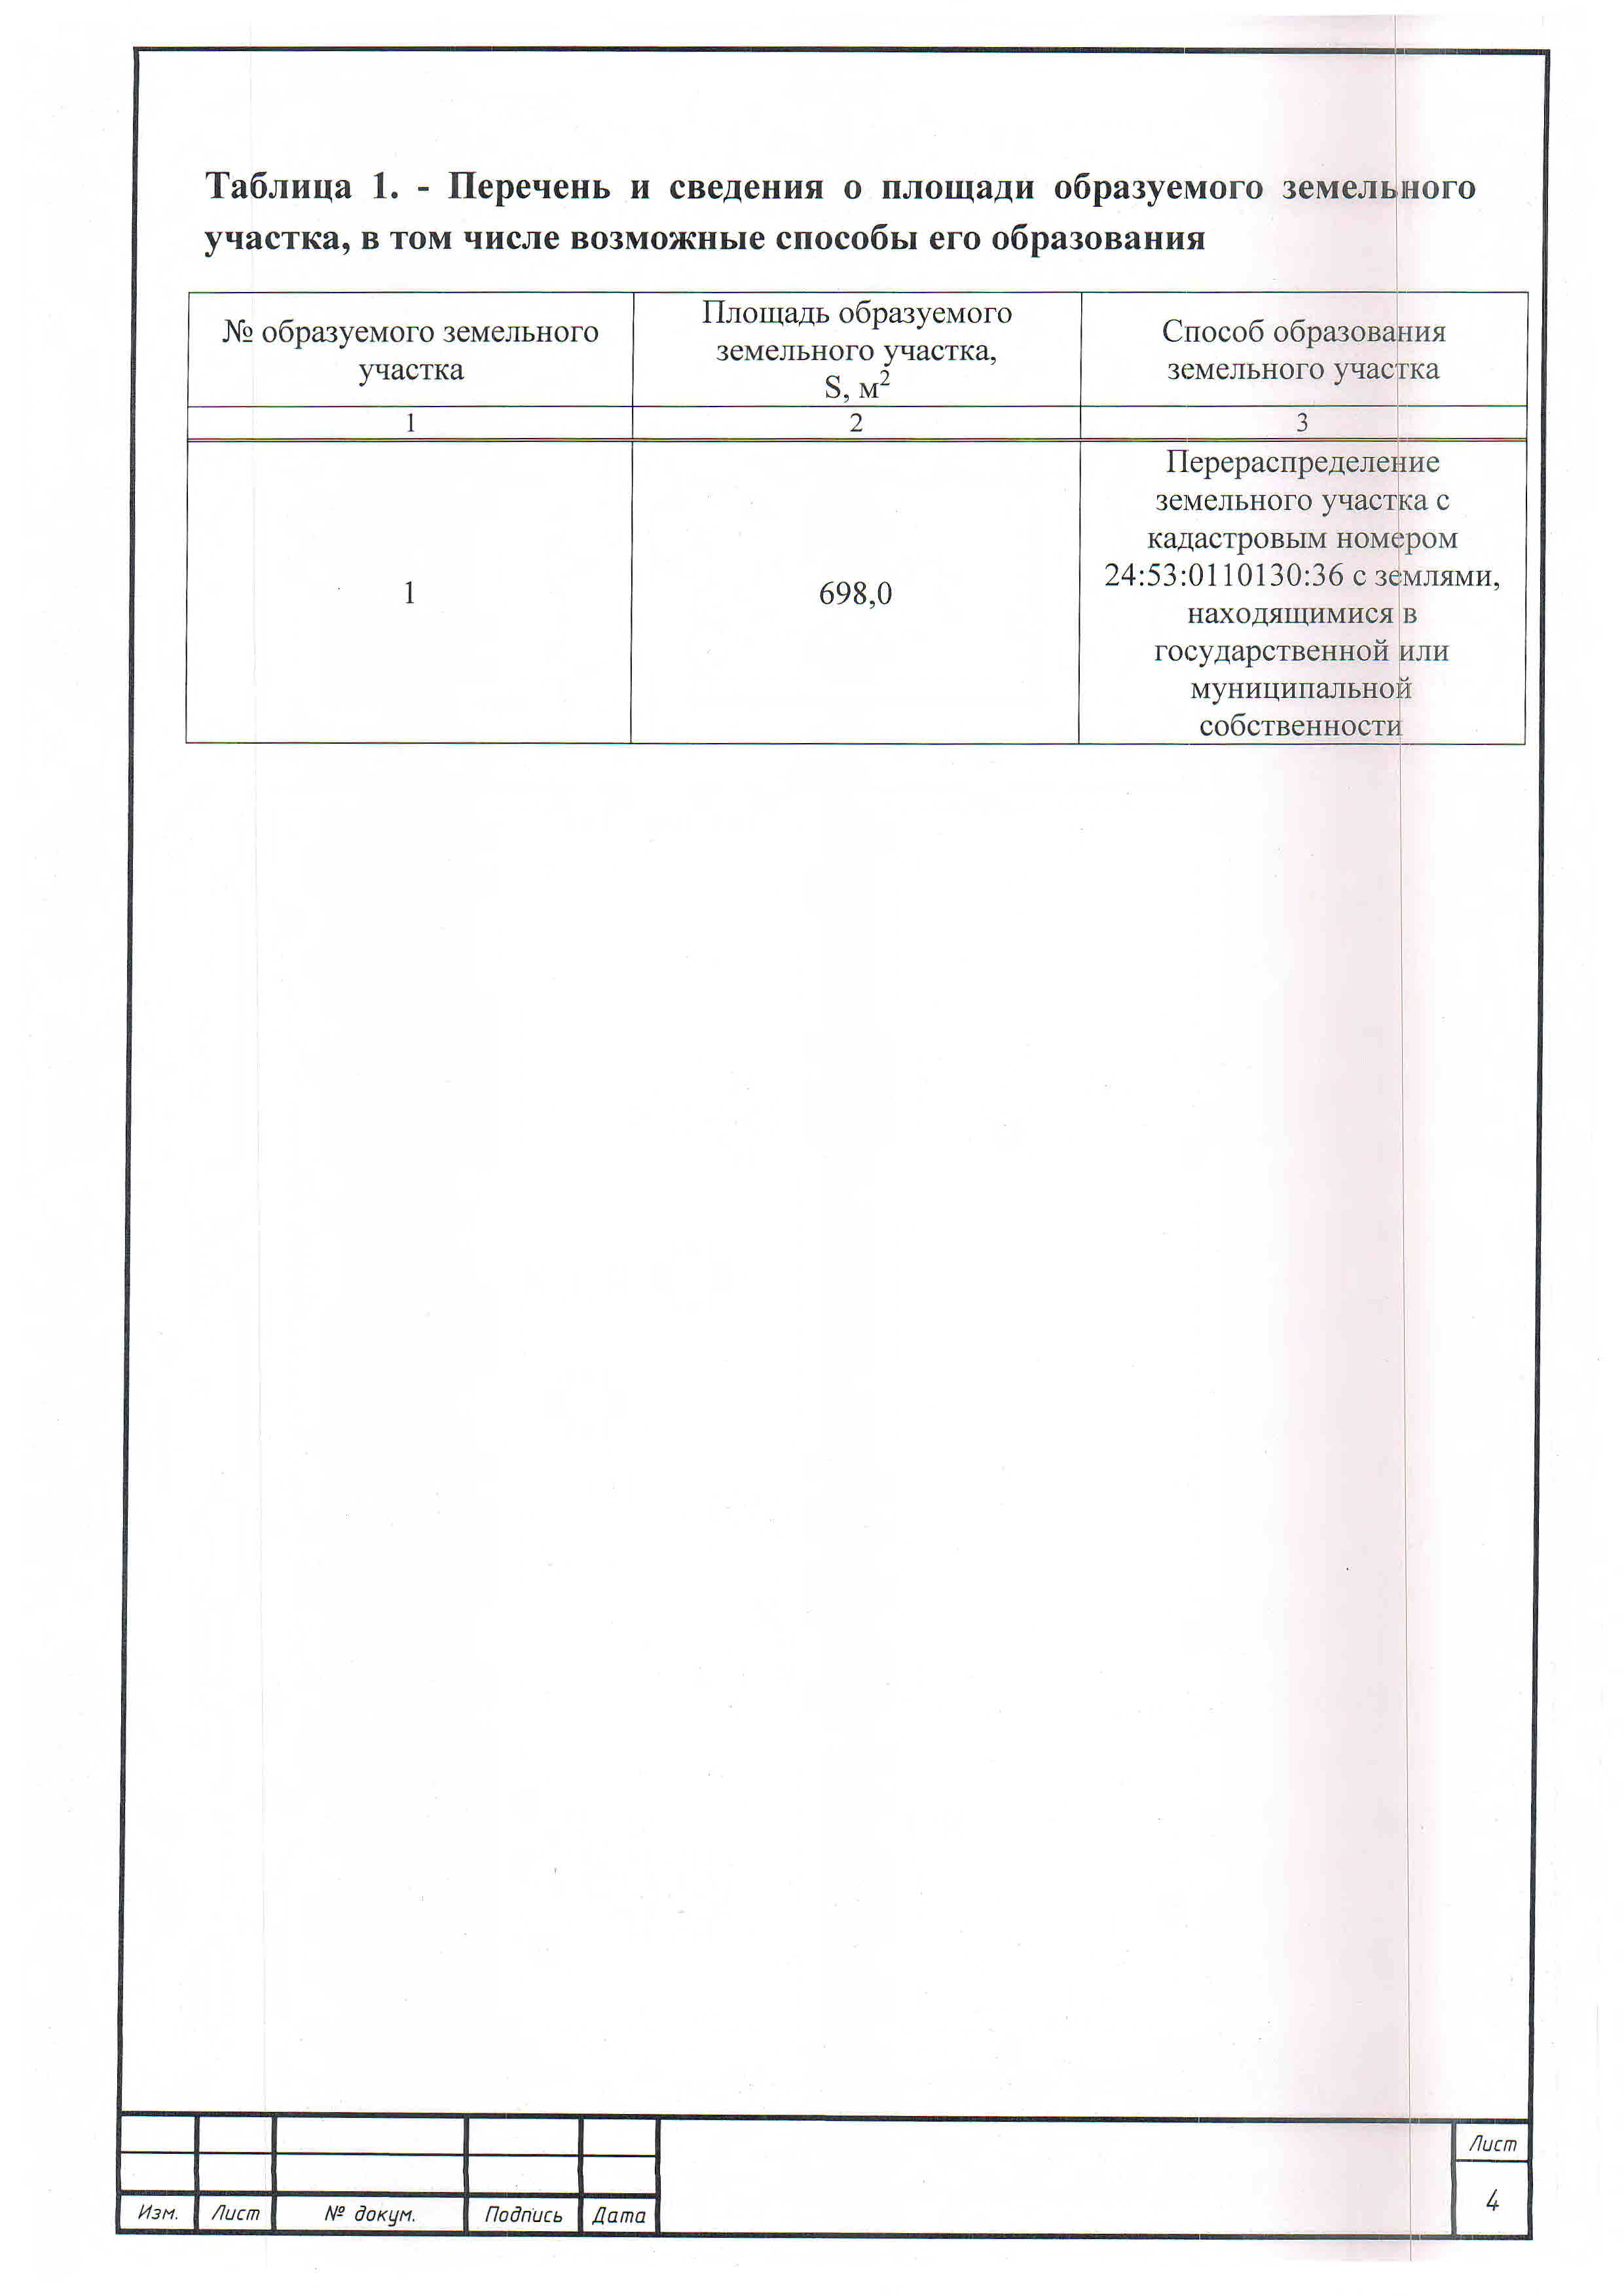 Таблица 1. - Перечень и сведения о площади образуемого земельного
участка, в том числе возможные способы его образования
№ образуемого земельного
участка
Площадь образуемого
земельного участка,
S, м²
Способ образования
земельного участка
1
2
3
1
698,0
Перераспределение
земельного участка с
кадастровым номером
24:53:0110130:36 с землями,
находящимися в
государственной или
муниципальной
собственности
Изм.
Лист
№ докум.
Подпись
Дата
Лист
4